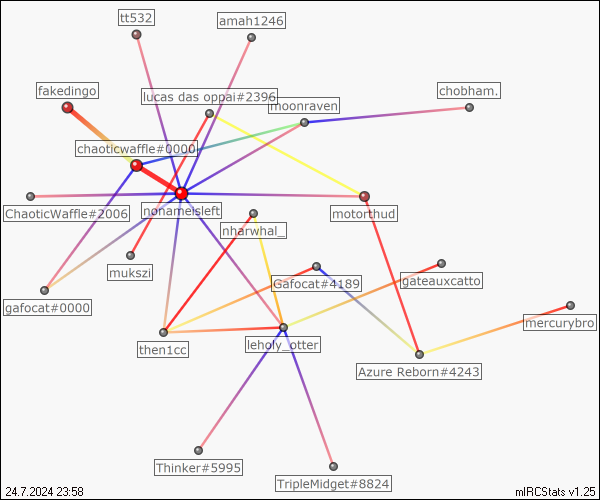 tt532
amah1246
fakedingo
lucas das oppai#2396
moonraven
chobham.
chaoticwaffle#0000
ChaoticWaffle#2006
nonameisleft
motorthud
nharwhal_
mukszi
Gafocat#4189
gateauxcatto
gafocat#0000
mercurybro
then1cc
leholy_otter
Azure Reborn#4243
Thinker#5995
TripleMidget#8824
24.7.2024 23:58
mIRCStats v1.25